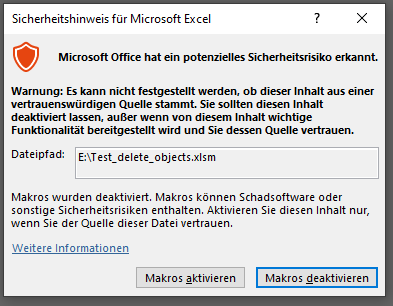 Sicherheitshinweis für Microsoft Excel
Microsoft Office hat ein potenzielles Sicherheitsrisiko erkannt.
Warnung: Es kann nicht festgestellt werden, ob dieser Inhalt aus einer
vertrauenswürdigen Quelle stammt. Sie sollten diesen Inhalt
deaktiviert lassen, außer wenn von diesem Inhalt wichtige
Funktionalität bereitgestellt wird und Sie dessen Quelle vertrauen.
Dateipfad: E:\Test_delete_objects.xlsm
Makros wurden deaktiviert. Makros können Schadsoftware oder
sonstige Sicherheitsrisiken enthalten. Aktivieren Sie diesen Inhalt nur,
wenn Sie der Quelle dieser Datei vertrauen.
Weitere Informationen
Makros aktivieren Makros deaktivieren